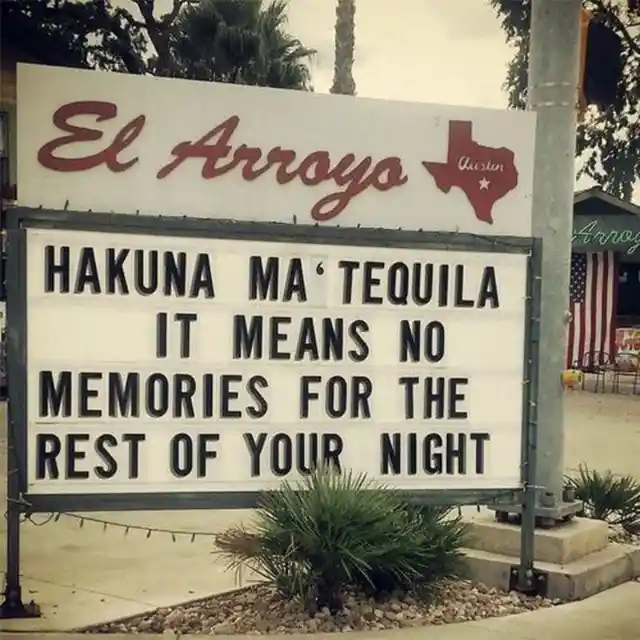 El Arroyo
Austin
HAKUNA MA‘TEQUILA
IT MEANS NO
MEMORIES FOR THE
REST OF YOUR NIGHT